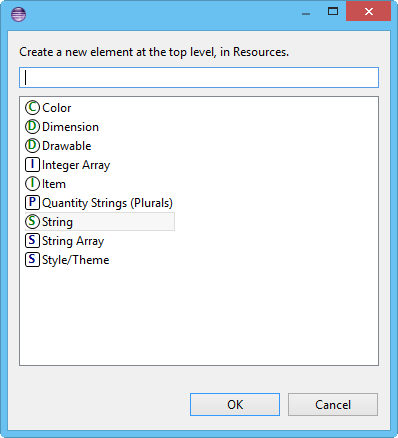 Create a new element at the top level, in Resources.
C Color
D Dimension
D Drawable
I Integer Array
I Item
P Quantity Strings (Plurals)
S String
S String Array
S Style/Theme
OK Cancel